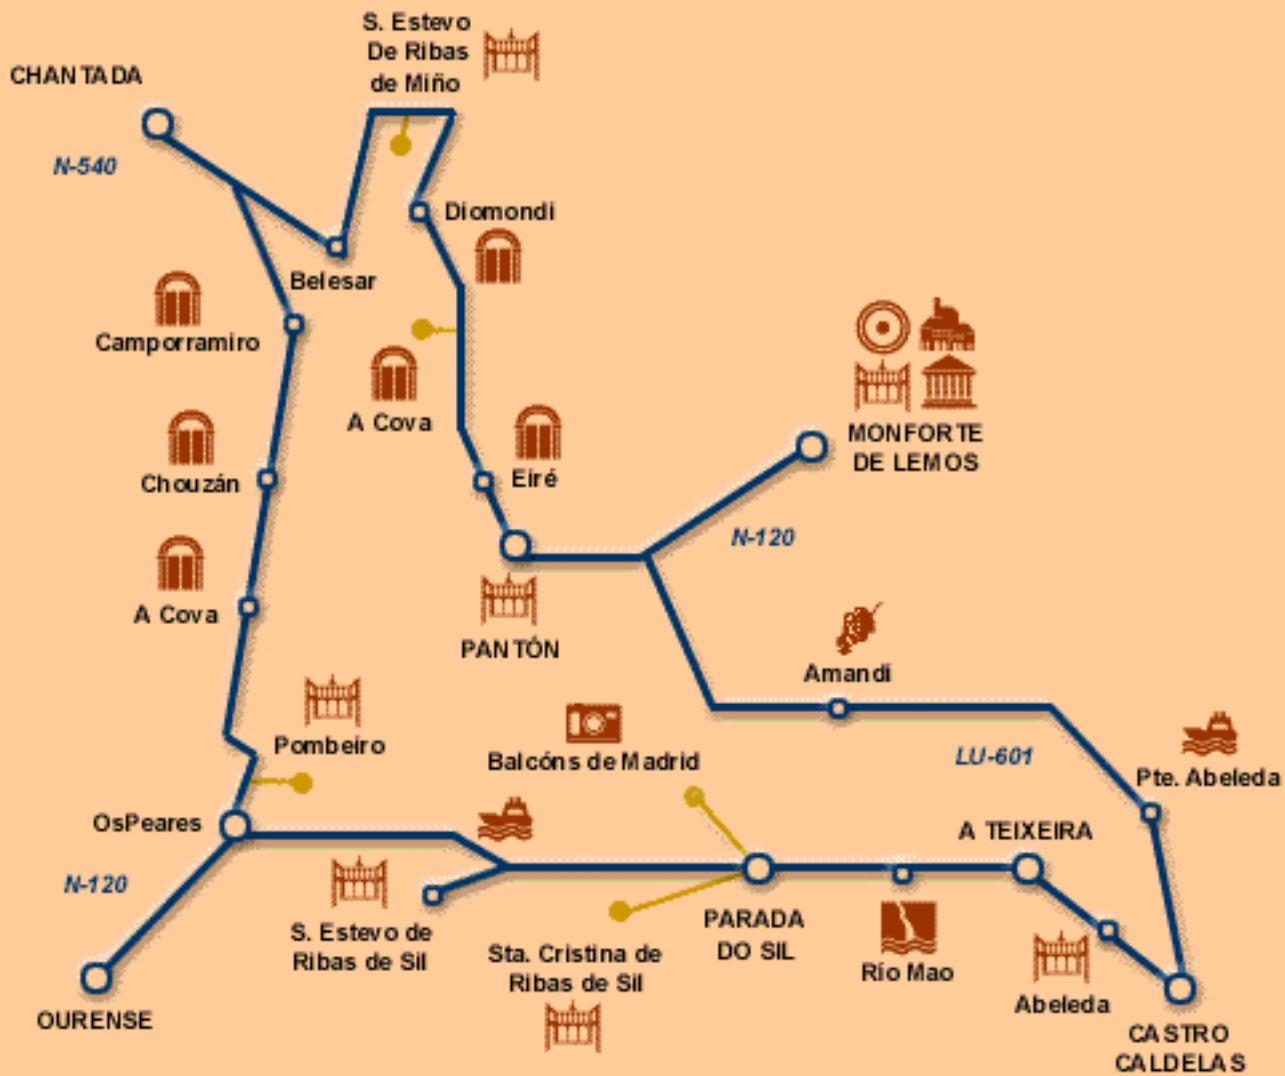 S. Estevo
De Ribas
de Miño
CHANTADA
N-540
Diomondi
Belesar
Camporramiro
A Cova
MONFORTE
DE LEMOS
Chouzán
Eiré
N-120
A Cova
PANTÓN
Amandi
Pombeiro
Balcóns de Madrid
LU-601
Pte. Abeleda
OsPeares
A TEIXEIRA
N-120
S. Estevo de
Ribas de Sil
Sta. Cristina de
Ribas de Sil
PARADA
DO SIL
Río Mao
Abeleda
OURENSE
CASTRO
CALDELAS